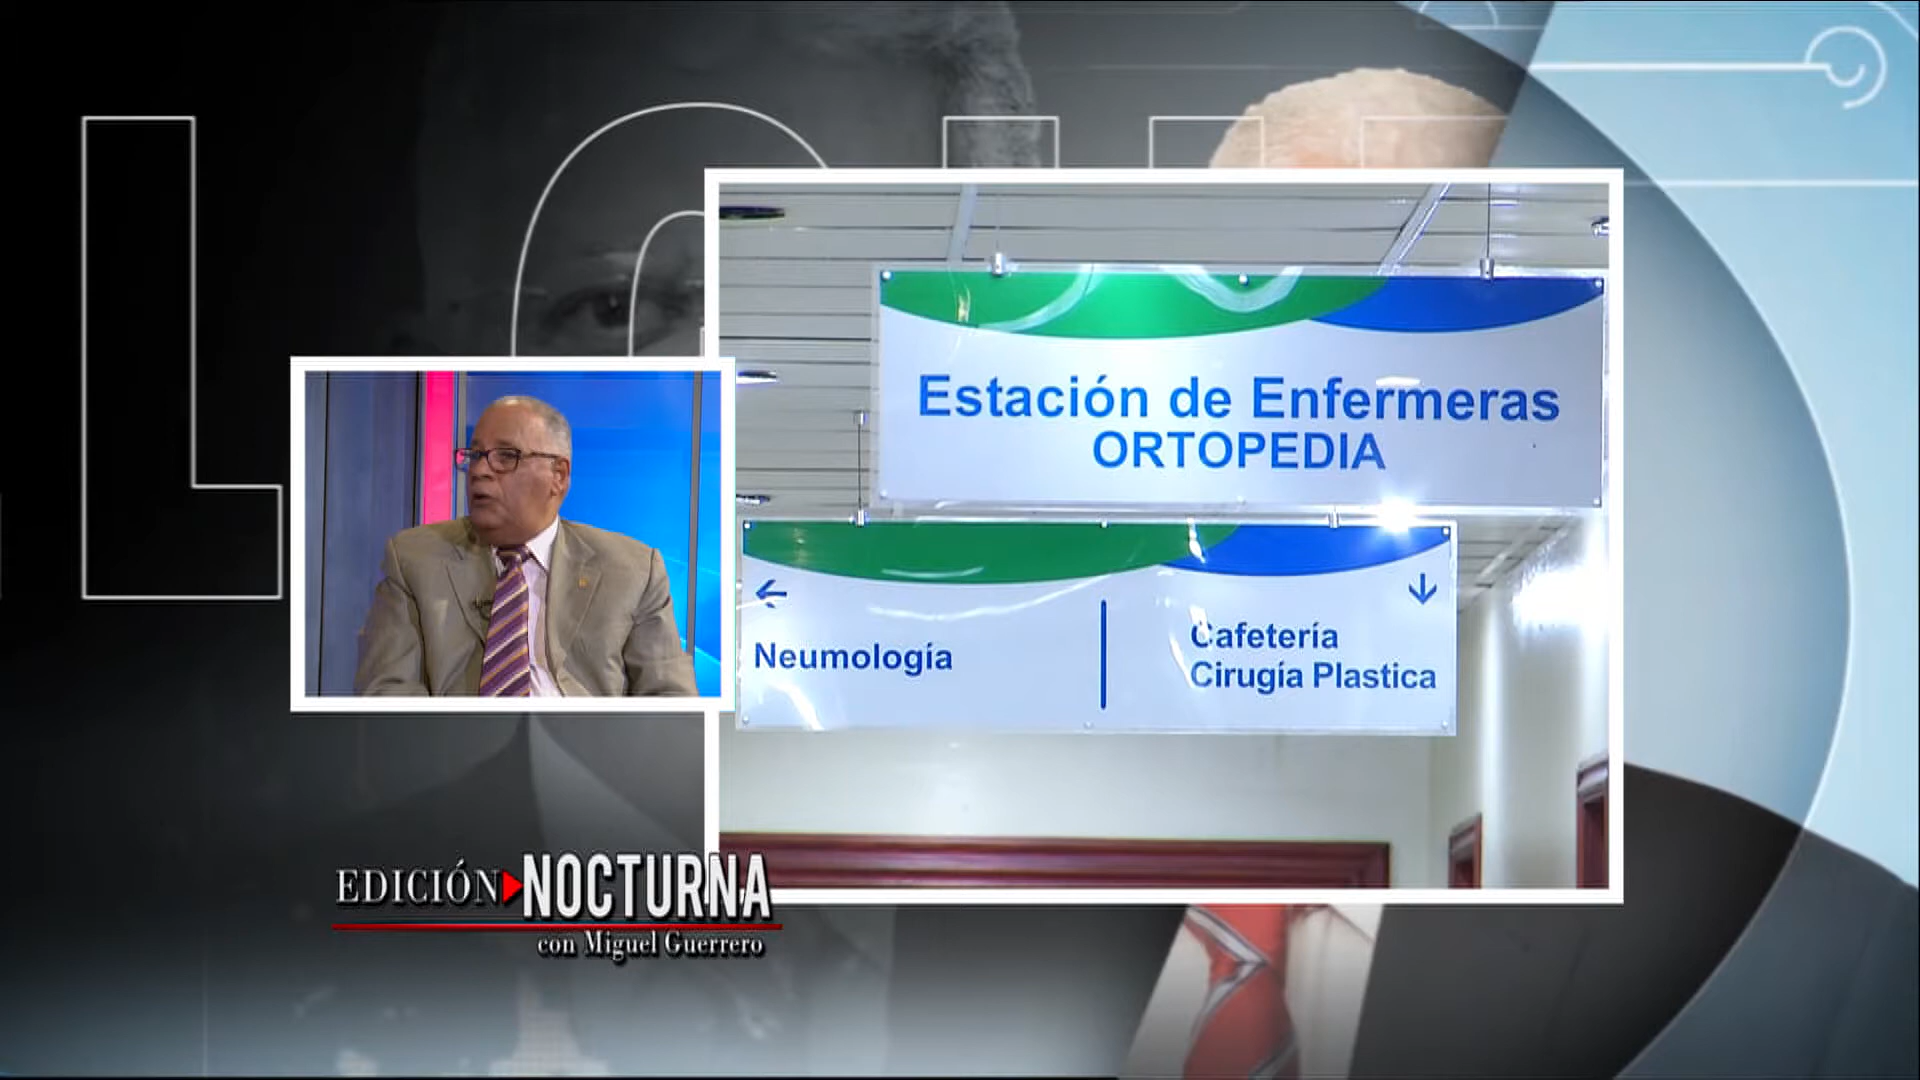 Estación de Enfermeras
ORTOPEDIA
Neumología
Cafetería
Cirugía Plastica
EDICIÓN NOCTURNA
con Miguel Guerrero